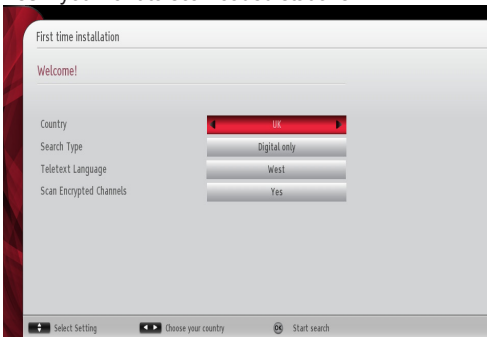 First time installation
Welcome!
Country UK
Search Type Digital only
Teletext Language West
Scan Encrypted Channels Yes
Select Setting Choose your country OK Start search